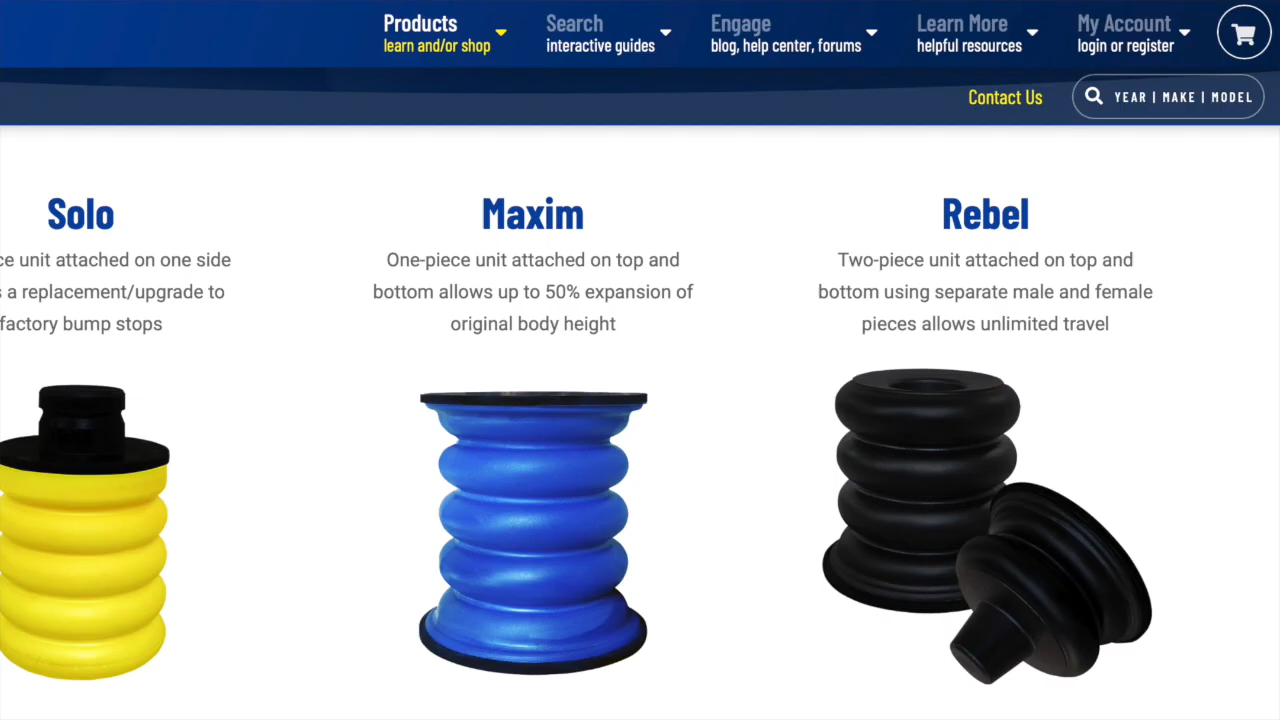 Products
learn and/or shop
Search
interactive guides
Engage
blog, help center, forums
Learn More
helpful resources
My Account
login or register
Contact Us
YEAR | MAKE | MODEL
Solo
unit attached on one side
a replacement/upgrade to
factory bump stops
Maxim
One-piece unit attached on top and
bottom allows up to 50% expansion of
original body height
Rebel
Two-piece unit attached on top and
bottom using separate male and female
pieces allows unlimited travel